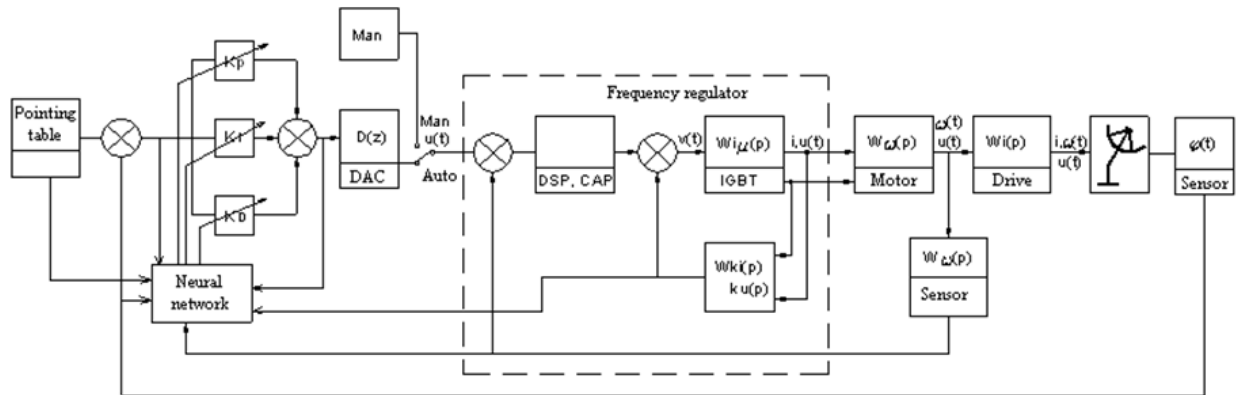 Man
Kp
Pointing
table
Ki
D(z)
DAC
Man
u(t)
Auto
Frequency regulator
DSP, CAP
v(t)
Wiμ(p)
IGBT
i,u(t)
Wω(p)
Motor
ω(t)
u(t)
Wi(p)
Drive
i,ω(t)
u(t)
φ(t)
Sensor
KD
Neural
network
Wki(p)
ku(p)
Wω(p)
Sensor